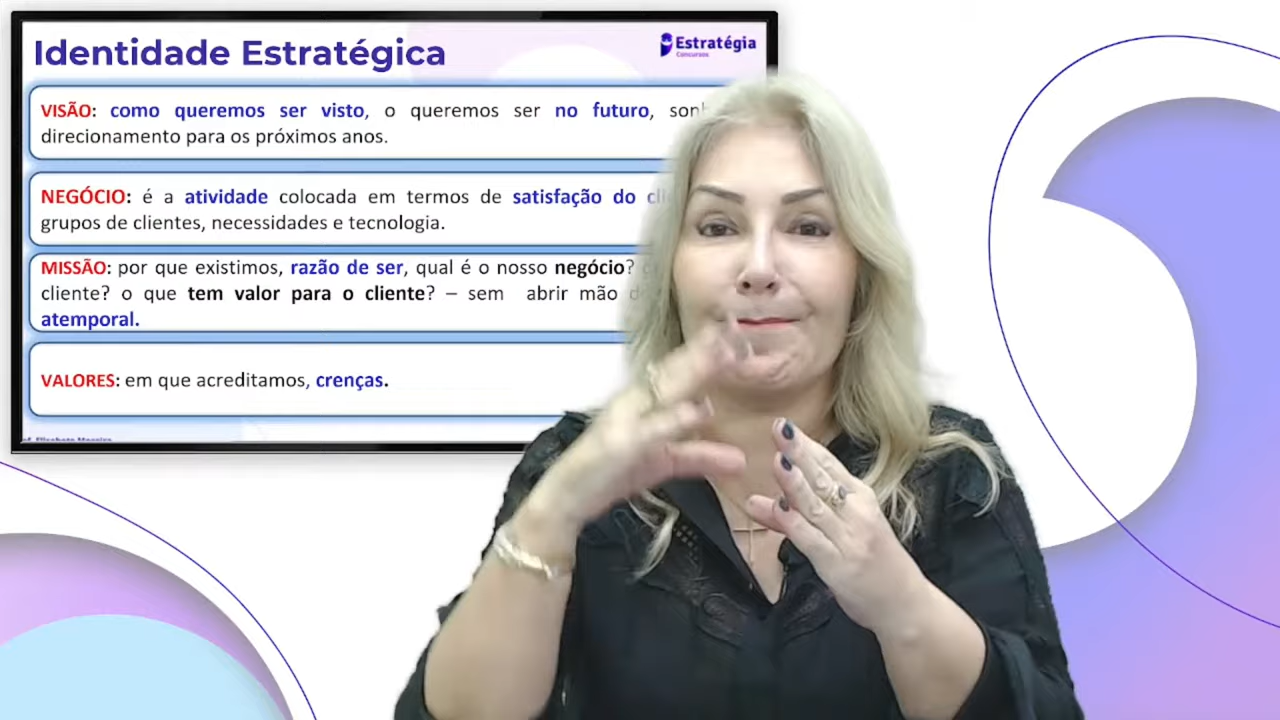 Identidade Estratégica
Estratégia
Concursos
VISÃO: como queremos ser visto, o queremos ser no futuro,
direcionamento para os próximos anos.
NEGÓCIO: é a atividade colocada em termos de satisfação do
grupos de clientes, necessidades e tecnologia.
MISSÃO: por que existimos, razão de ser, qual é o nosso negócio?
cliente? o que tem valor para o cliente? – sem abrir mão
atemporal.
VALORES: em que acreditamos, crenças.